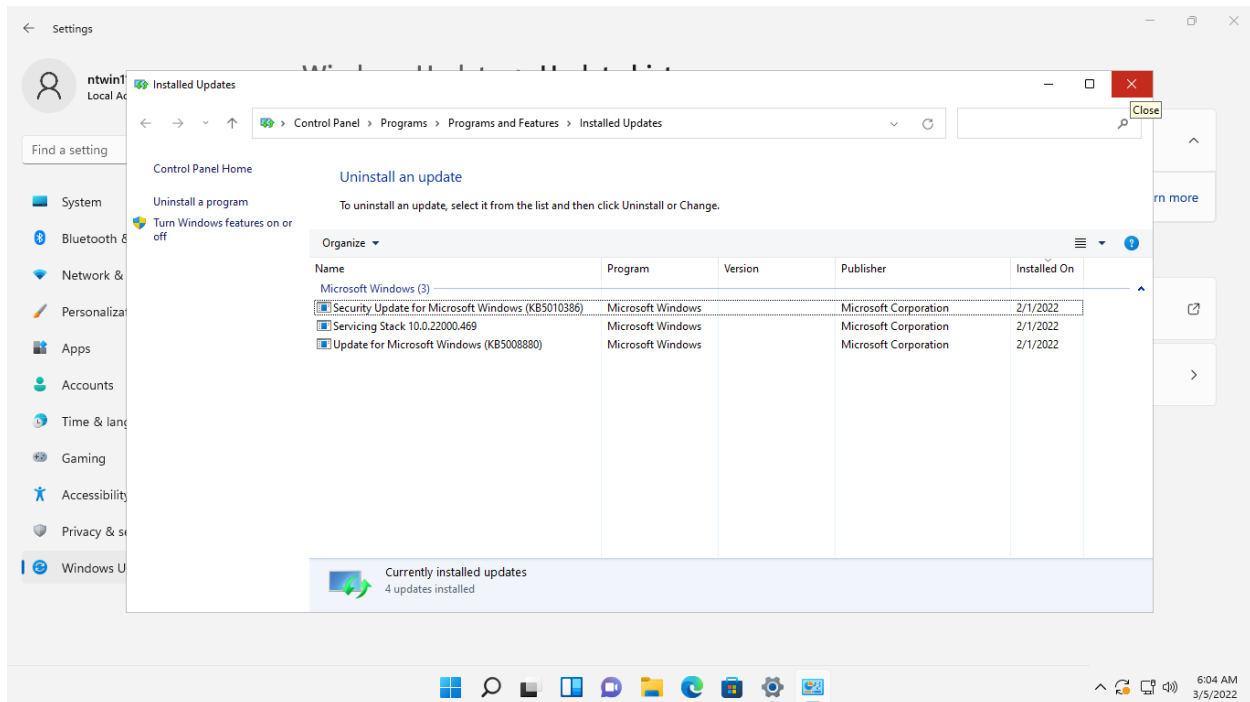 Settings
ntwin1
Local Ac
Find a setting
System
Bluetooth &
Network &
Personalizat
Apps
Accounts
Time & lang
Gaming
Accessibility
Privacy & se
Windows U
Installed Updates
Close
Control Panel > Programs > Programs and Features > Installed Updates
rn more
Control Panel Home
Uninstall a program
Turn Windows features on or
off
Uninstall an update
To uninstall an update, select it from the list and then click Uninstall or Change.
Organize
Name Program Version Publisher Installed On
Microsoft Windows (3)
Security Update for Microsoft Windows (KB5010386) Microsoft Windows Microsoft Corporation 2/1/2022
Servicing Stack 10.0.22000.469 Microsoft Windows Microsoft Corporation 2/1/2022
Update for Microsoft Windows (KB5008880) Microsoft Windows Microsoft Corporation 2/1/2022
Currently installed updates
4 updates installed
6:04 AM
3/5/2022